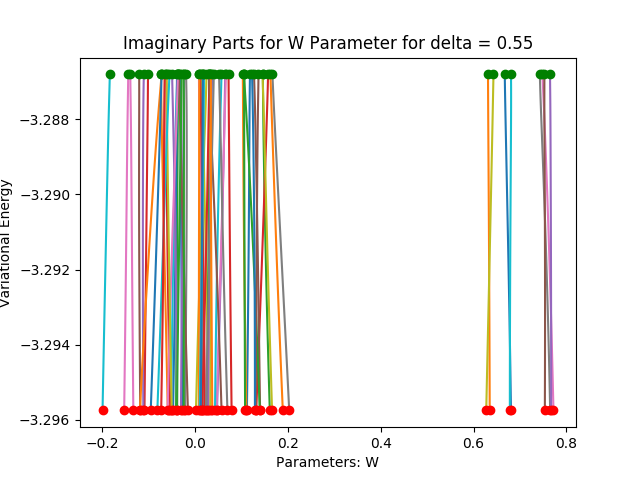 Imaginary Parts for W Parameter for delta = 0.55
−3.288
−3.290
−3.292
−3.294
−3.296
Variational Energy
−0.2 0.0 0.2 0.4 0.6 0.8
Parameters: W